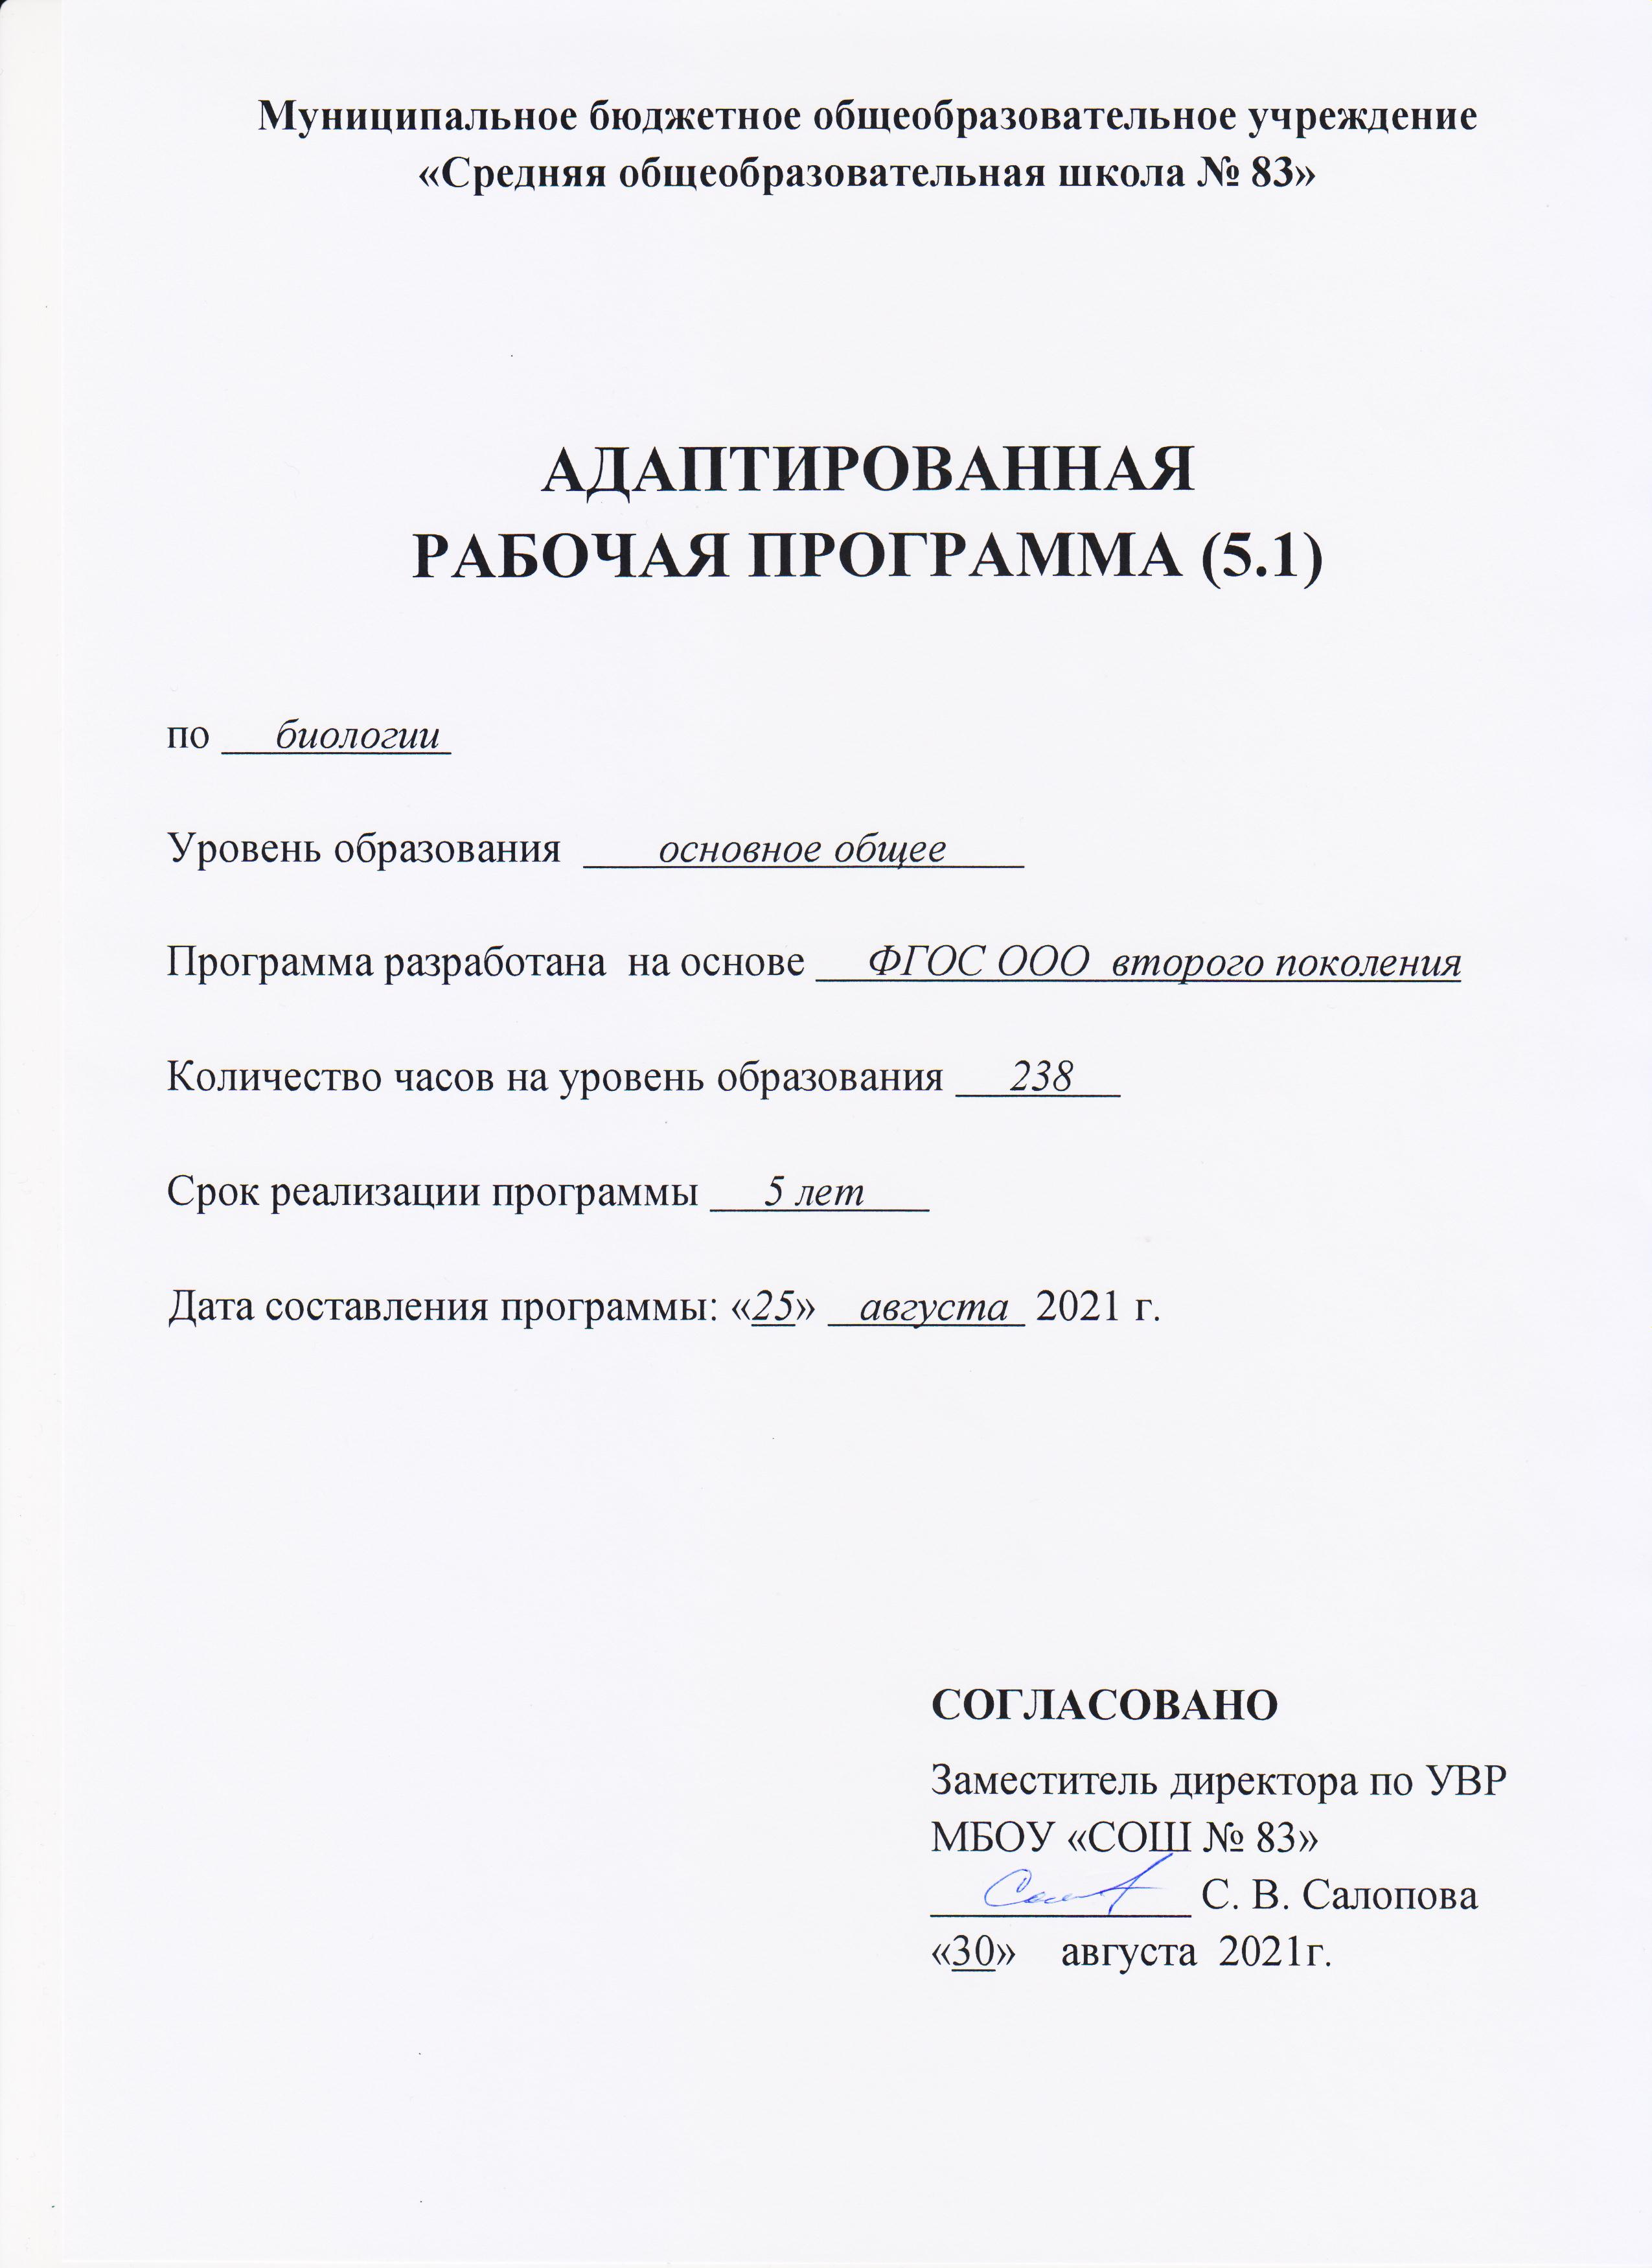 Муниципальное бюджетное общеобразовательное учреждение
«Средняя общеобразовательная школа № 83»
АДАПТИРОВАННАЯ
РАБОЧАЯ ПРОГРАММА (5.1)
по биологии
Уровень образования основное общее
Программа разработана на основе ФГОС ООО второго поколения
Количество часов на уровень образования 238
Срок реализации программы 5 лет
Дата составления программы: «25» августа 2021 г.
СОГЛАСОВАНО
Заместитель директора по УВР
МБОУ «СОШ № 83»
С. В. Салопова
«30» августа 2021г.